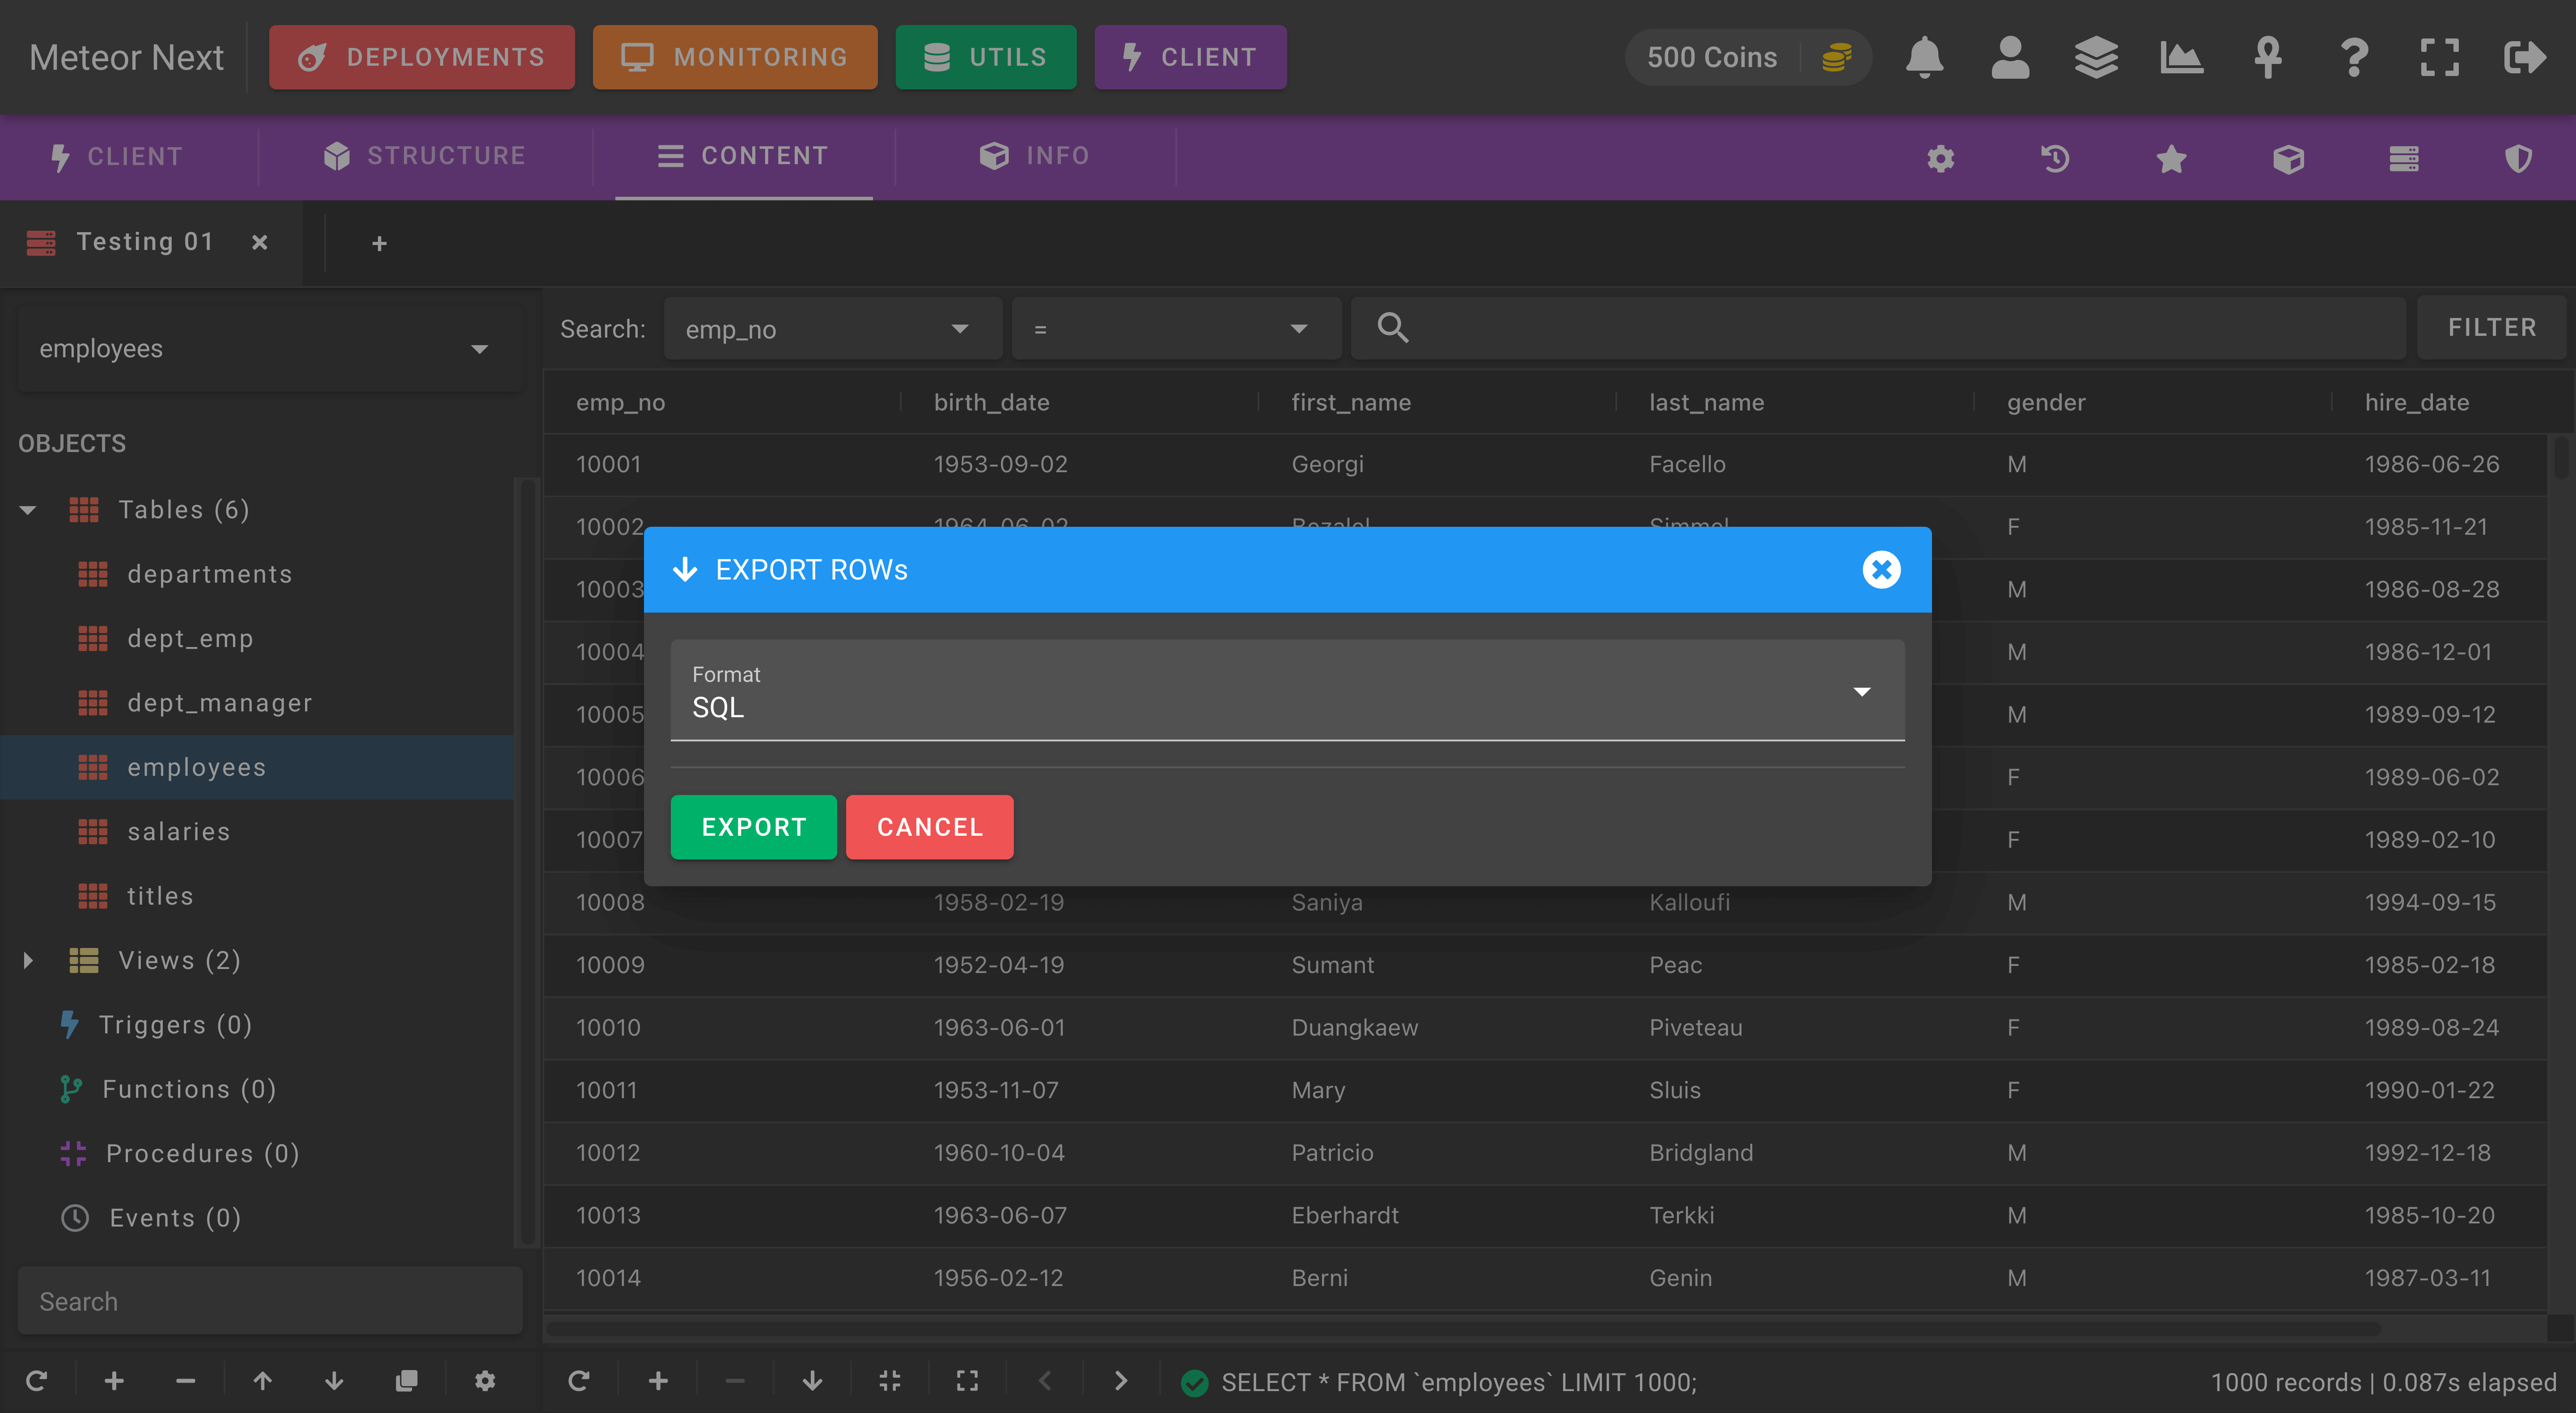 Meteor Next DEPLOYMENTS MONITORING UTILS CLIENT 500 Coins
CLIENT STRUCTURE CONTENT INFO
Testing 01
employees
OBJECTS
Tables (6)
departments
dept_emp
dept_manager
employees
salaries
titles
Views (2)
Triggers (0)
Functions (0)
Procedures (0)
Events (0)
Search
Search: emp_no = FILTER
emp_no birth_date first_name last_name gender hire_date
10001 1953-09-02 Georgi Facello M 1986-06-26
10002 1964-06-02 Bezalel Simmel F 1985-11-21
10003 M 1986-08-28
10004 M 1986-12-01
10005 M 1989-09-12
10006 F 1989-06-02
10007 F 1989-02-10
10008 1958-02-19 Saniya Kalloufi M 1994-09-15
10009 1952-04-19 Sumant Peac F 1985-02-18
10010 1963-06-01 Duangkaew Piveteau F 1989-08-24
10011 1953-11-07 Mary Sluis F 1990-01-22
10012 1960-10-04 Patricio Bridgland M 1992-12-18
10013 1963-06-07 Eberhardt Terkki M 1985-10-20
10014 1956-02-12 Berni Genin M 1987-03-11
EXPORT ROWs
Format
SQL
EXPORT CANCEL
SELECT * FROM `employees` LIMIT 1000; 1000 records | 0.087s elapsed